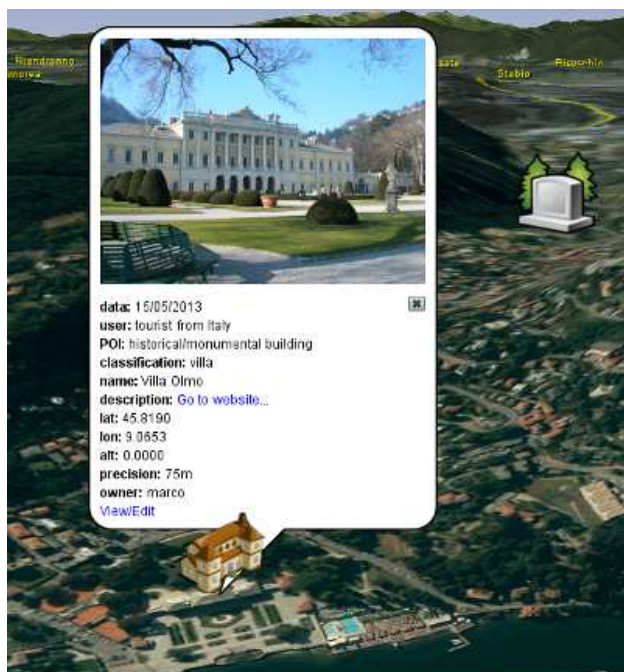 Stabio
data: 15/05/2013
user: tourist from Italy
POI: historical/monumental building
classification: villa
name: Villa Olmo
description: Go to website...
lat: 45.8190
lon: 9.0653
alt: 0.0000
precision: 75m
owner: marco
View/Edit